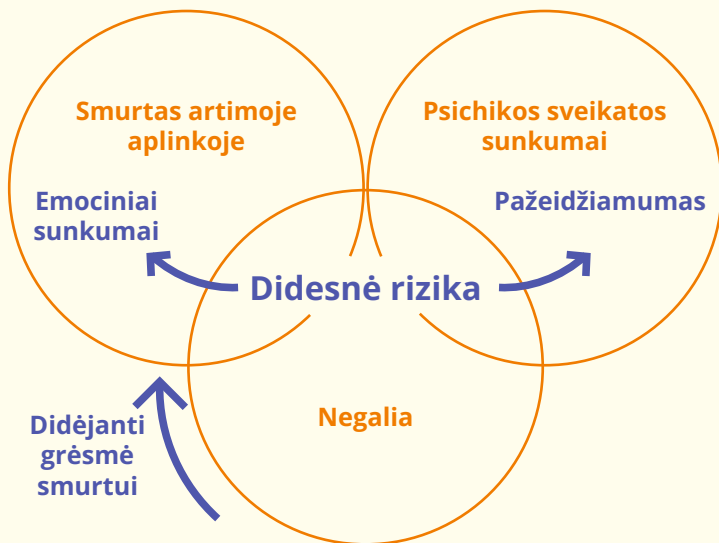 Smurtas artimoje
aplinkoje
Psichikos sveikatos
sunkumai
Emociniai
sunkumai
Pažeidžiamumas
Didesnė rizika
Negalia
Didėjanti
grėsmė
smurtui